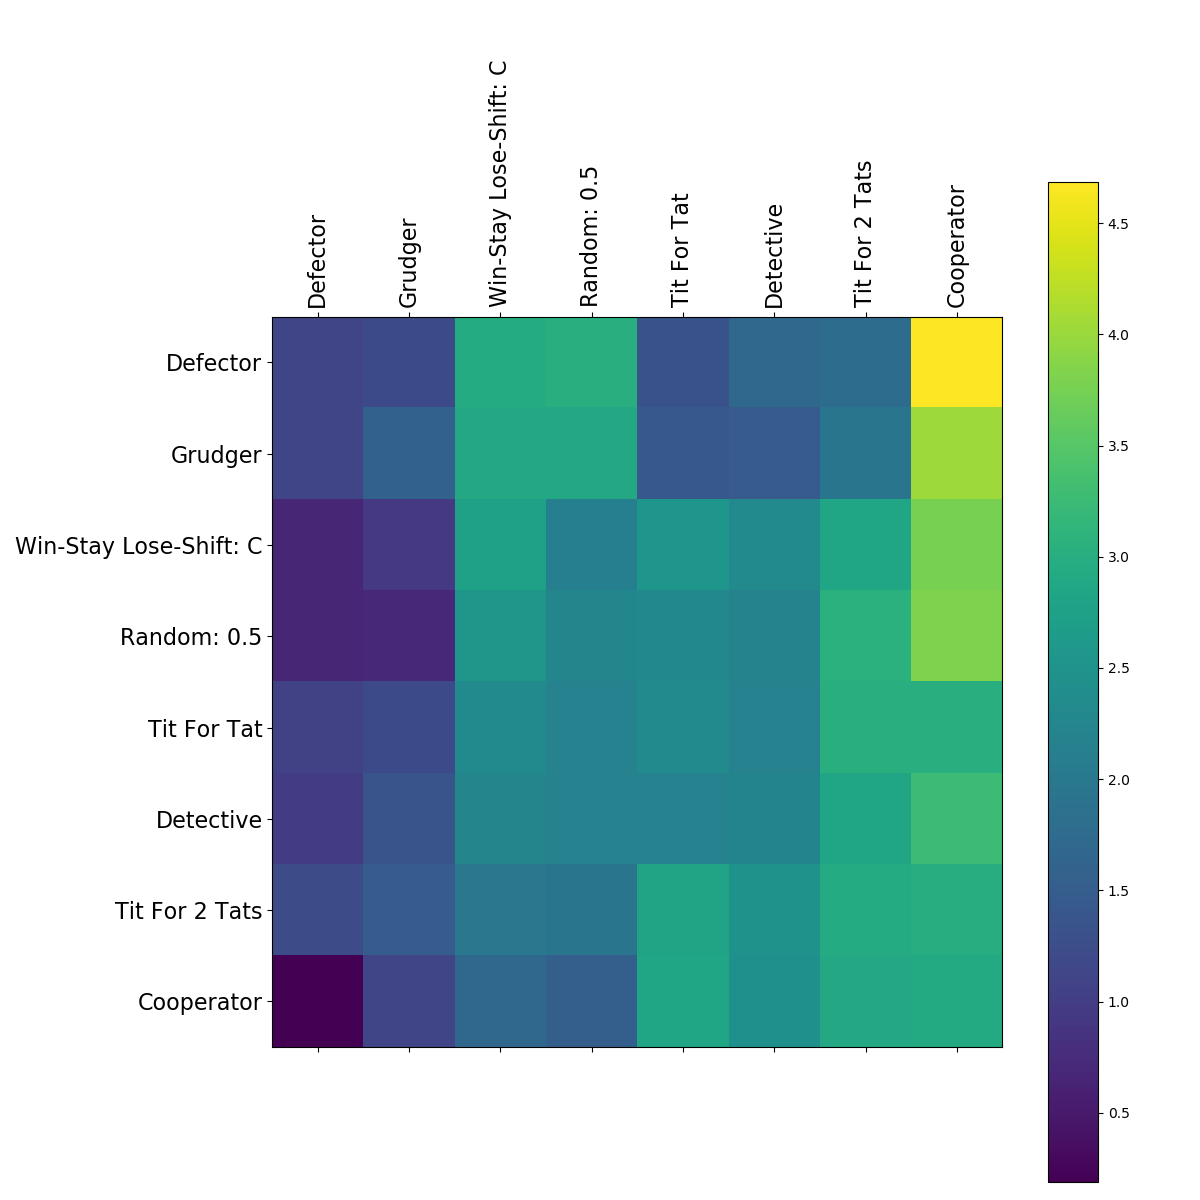 Defector
Grudger
Win-Stay Lose-Shift: C
Random: 0.5
Tit For Tat
Detective
Tit For 2 Tats
Cooperator
Defector
Grudger
Win-Stay Lose-Shift: C
Random: 0.5
Tit For Tat
Detective
Tit For 2 Tats
Cooperator
4.5
4.0
3.5
3.0
2.5
2.0
1.5
1.0
0.5